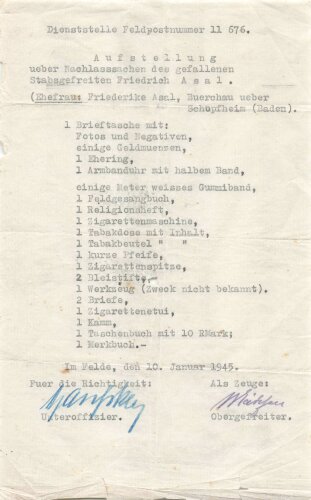 Dienststelle Feldpostnummer 11 676.
Aufstellung
ueber Nachlasssachen des gefallenen
Stabsgefreiten Friedrich Asal.
(Ehefrau: Friederike Asal, Buerchau ueber
Schopfheim (Baden).
1 Brieftasche mit:
Fotos und Negativen,
einige Geldmuensen,
1 Ehering,
1 Armbanduhr mit halbem Band,
einige Meter weisses Gummiband,
1 Feldgesangbuch,
1 Religionsheft,
1 Zigarettenmaschine,
1 Tabakdose mit Inhalt,
1 Tabakbeutel " "
1 kurze Pfeife,
1 Zigarettenspitze,
2 Bleistifte,-
1 Werkzeug (Zweck nicht bekannt).
2 Briefe,
1 Zigarettenetui,
1 Kamm,
1 Taschenbuch mit 10 RMark;
1 Merkbuch.-
Im Felde, den 10. Januar 1945.
Fuer die Richtigkeit: Als Zeuge:
Unteroffizier. Obergefreiter.